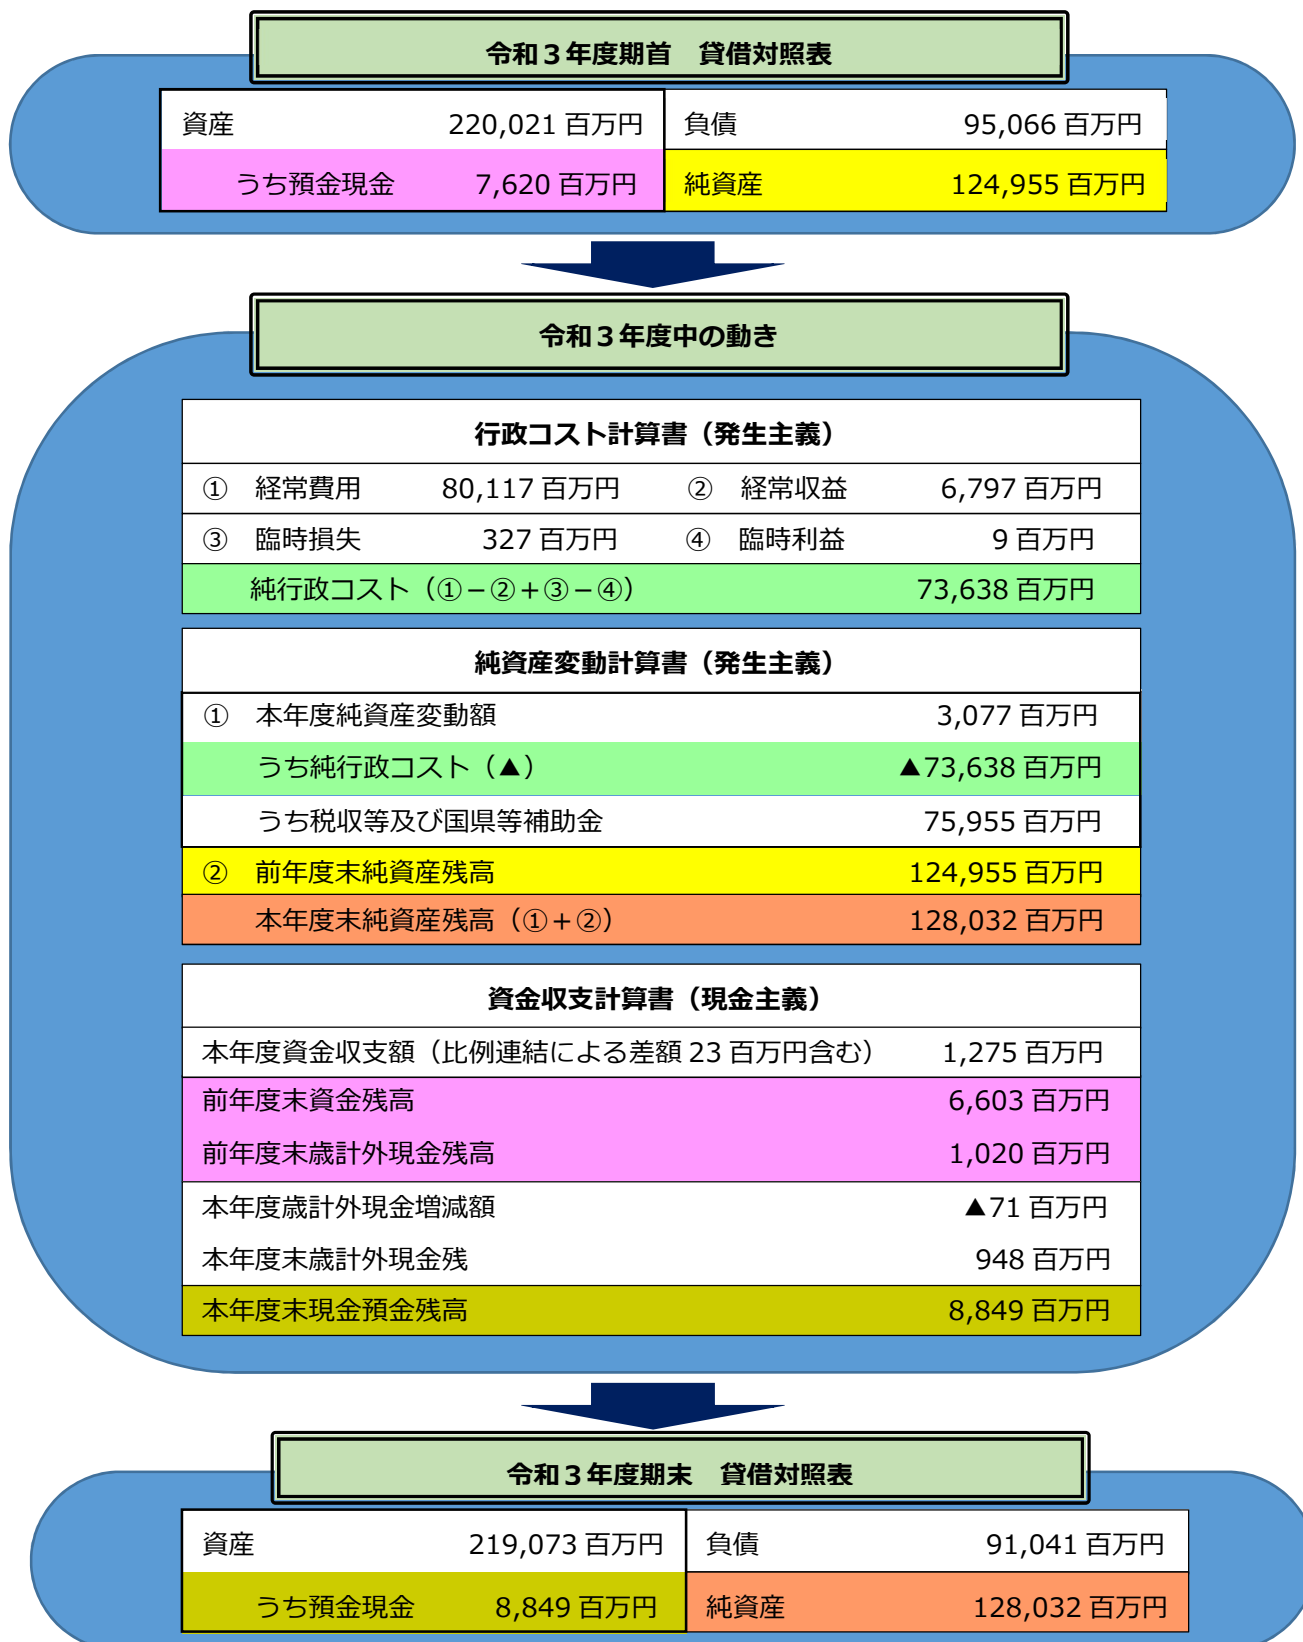 令和３年度期首　貸借対照表
資産 220,021 百万円 負債 95,066 百万円
うち預金現金 7,620 百万円 純資産 124,955 百万円
令和３年度中の動き
行政コスト計算書（発生主義）
① 経常費用 80,117 百万円 ② 経常収益 6,797 百万円
③ 臨時損失 327 百万円 ④ 臨時利益 9 百万円
純行政コスト（①－②＋③－④） 73,638 百万円
純資産変動計算書（発生主義）
① 本年度純資産変動額 3,077 百万円
うち純行政コスト（▲） ▲73,638 百万円
うち税収等及び国県等補助金 75,955 百万円
② 前年度末純資産残高 124,955 百万円
本年度末純資産残高（①＋②） 128,032 百万円
資金収支計算書（現金主義）
本年度資金収支額（比例連結による差額 23 百万円含む） 1,275 百万円
前年度末資金残高 6,603 百万円
前年度末歳計外現金残高 1,020 百万円
本年度歳計外現金増減額 ▲71 百万円
本年度末歳計外現金残 948 百万円
本年度末現金預金残高 8,849 百万円
令和３年度期末　貸借対照表
資産 219,073 百万円 負債 91,041 百万円
うち預金現金 8,849 百万円 純資産 128,032 百万円